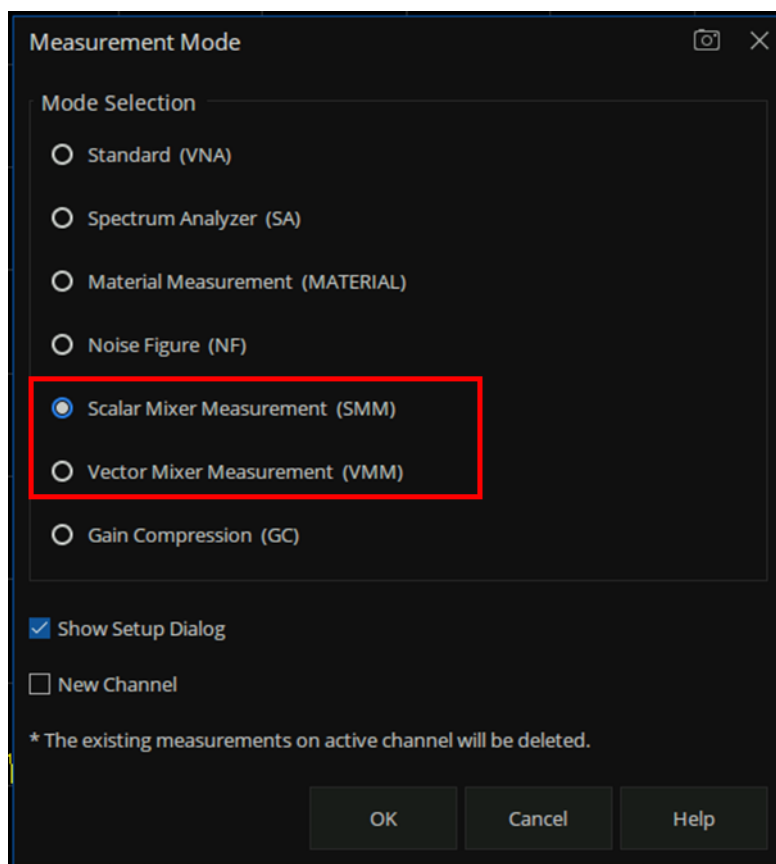 Measurement Mode
Mode Selection
Standard (VNA)
Spectrum Analyzer (SA)
Material Measurement (MATERIAL)
Noise Figure (NF)
Scalar Mixer Measurement (SMM)
Vector Mixer Measurement (VMM)
Gain Compression (GC)
Show Setup Dialog
New Channel
* The existing measurements on active channel will be deleted.
OK Cancel Help